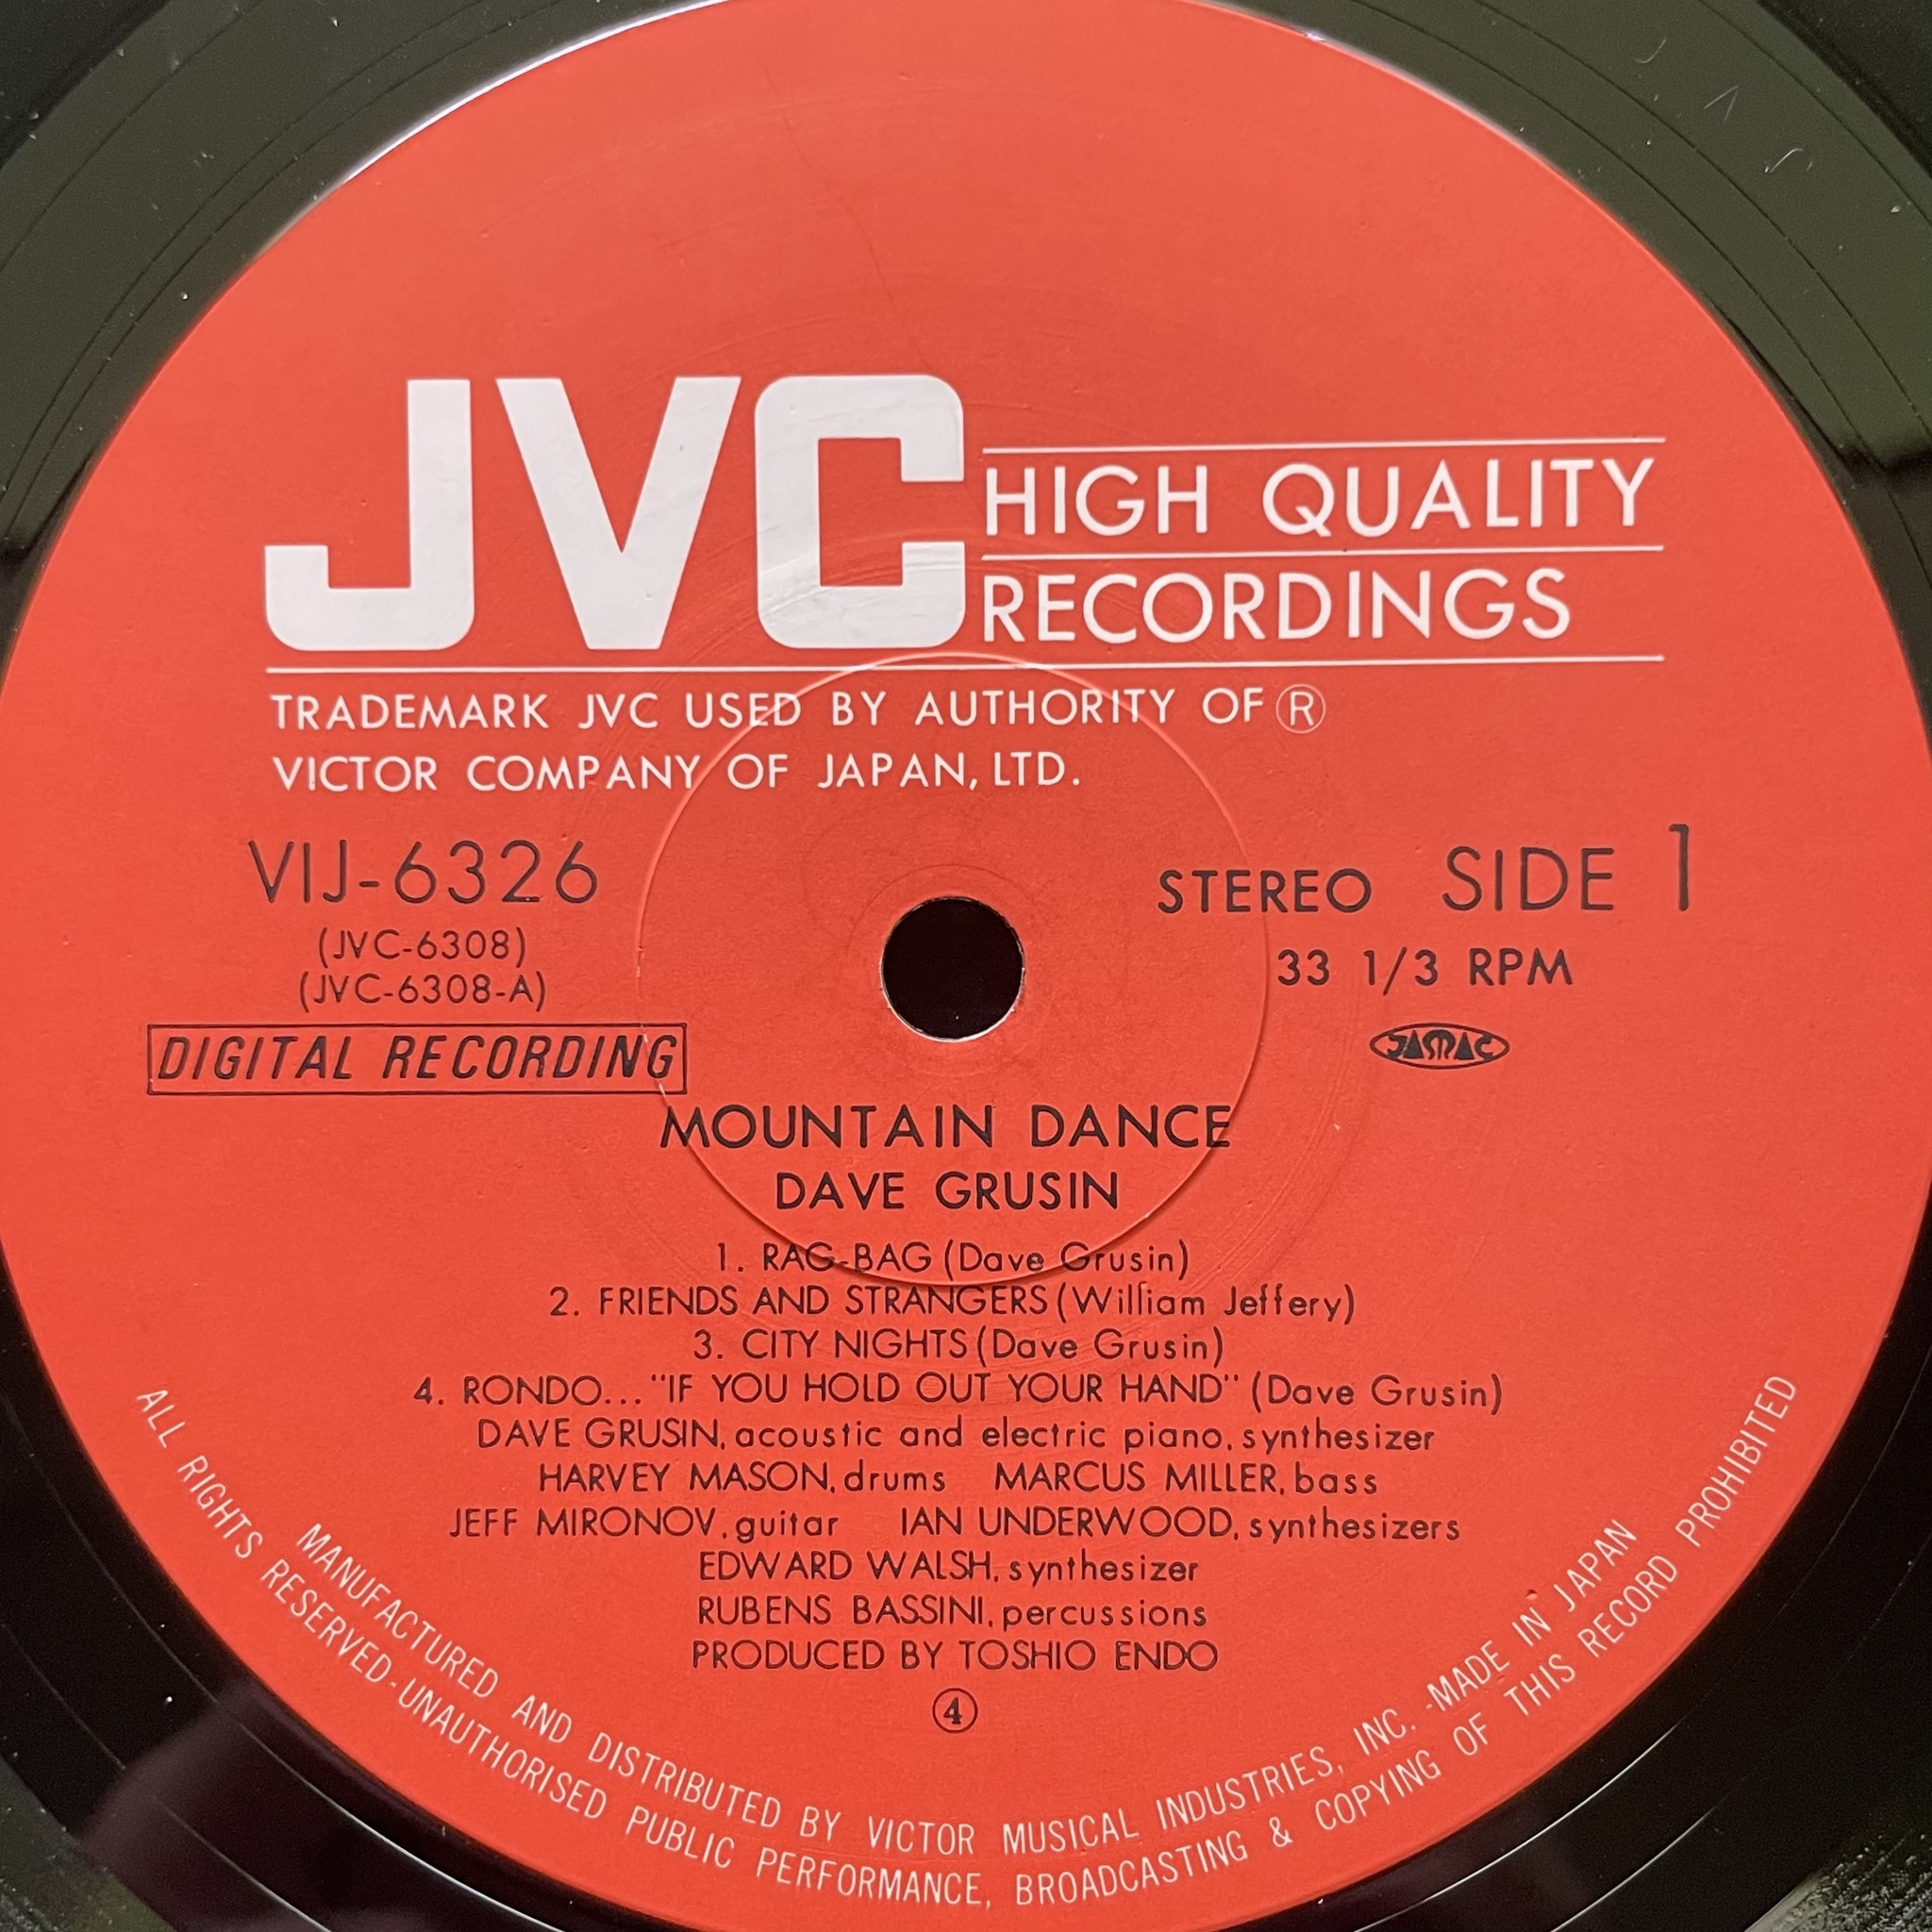 JVC
HIGH QUALITY
RECORDINGS
TRADEMARK JVC USED BY AUTHORITY OF ®
VICTOR COMPANY OF JAPAN, LTD.
VIJ-6326
(JVC-6308)
(JVC-6308-A)
DIGITAL RECORDING
STEREO SIDE 1
33 1/3 RPM
JASRAC
MOUNTAIN DANCE
DAVE GRUSIN
1. RAG-BAG (Dave Grusin)
2. FRIENDS AND STRANGERS (William Jeffery)
3. CITY NIGHTS (Dave Grusin)
4. RONDO... "IF YOU HOLD OUT YOUR HAND" (Dave Grusin)
DAVE GRUSIN, acoustic and electric piano, synthesizer
HARVEY MASON, drums MARCUS MILLER, bass
JEFF MIRONOV, guitar IAN UNDERWOOD, synthesizers
EDWARD WALSH, synthesizer
RUBENS BASSINI, percussions
PRODUCED BY TOSHIO ENDO
④
MANUFACTURED AND DISTRIBUTED BY VICTOR MUSICAL INDUSTRIES, INC. -MADE IN JAPAN
ALL RIGHTS RESERVED-UNAUTHORISED PUBLIC PERFORMANCE, BROADCASTING & COPYING OF THIS RECORD PROHIBITED